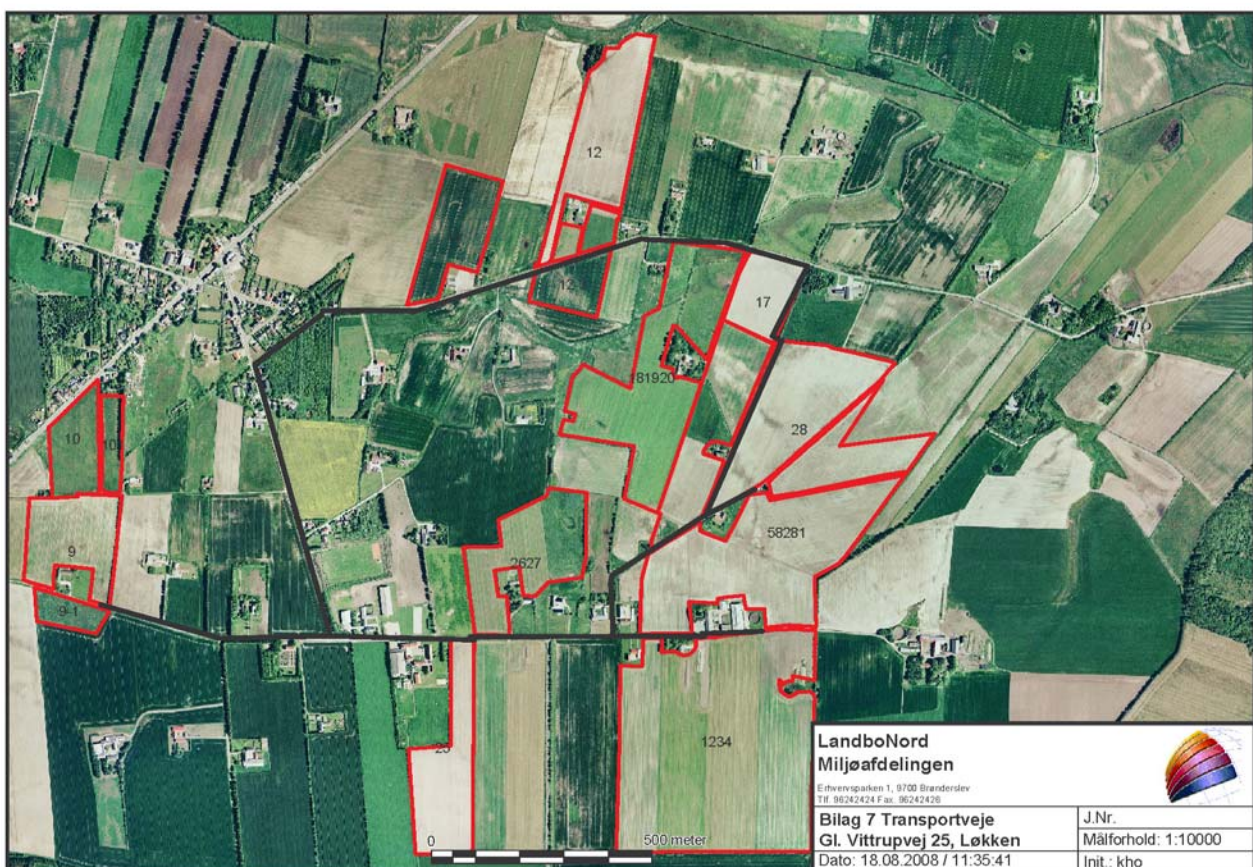 12
12
17
181920
10
10
28
58281
9
2627
9-1
25
1234
0
500 meter
LandboNord
Miljøafdelingen
Erhvervsparken 1, 9700 Brønderslev
Tlf. 96242424 Fax. 96242426
Bilag 7 Transportveje
Gl. Vittrupvej 25, Løkken
Dato: 18.08.2008 / 11:35:41
J.Nr.
Målforhold: 1:10000
Init.: kho